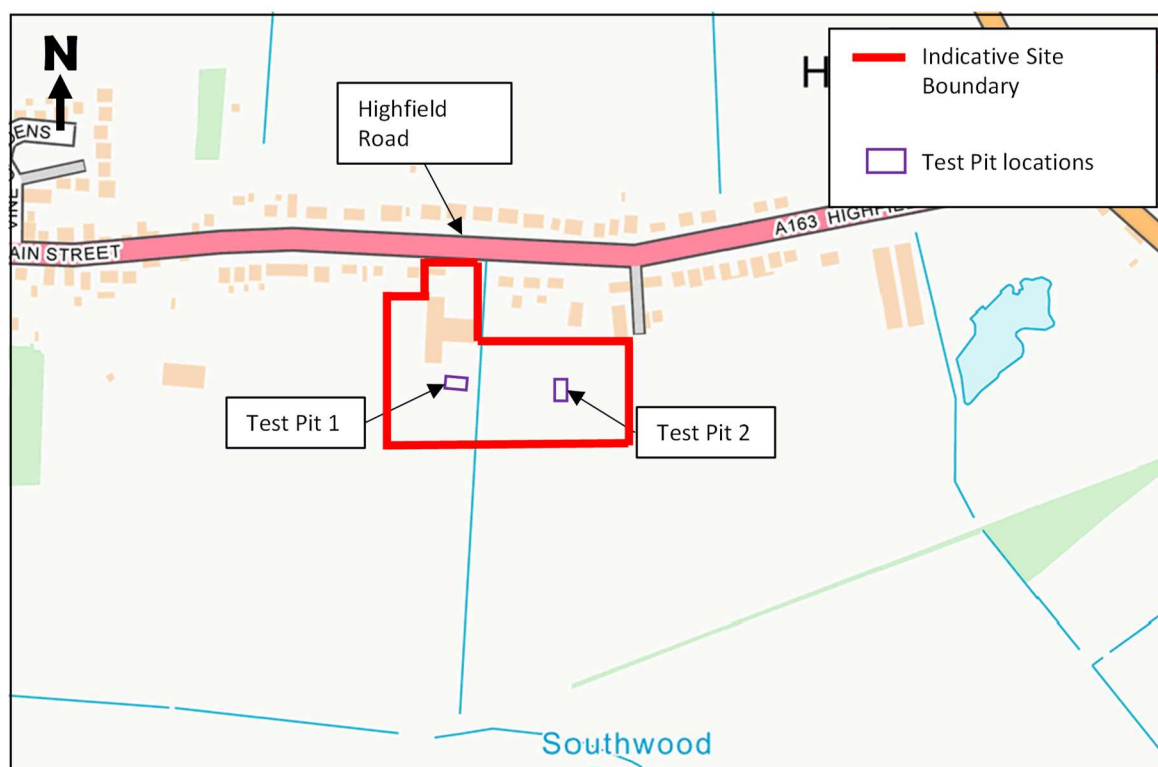 N
H
Indicative Site
Boundary
Test Pit locations
Highfield
Road
ENS
VINE
AIN STREET
A163 HIGHFIEL
Test Pit 1
Test Pit 2
Southwood